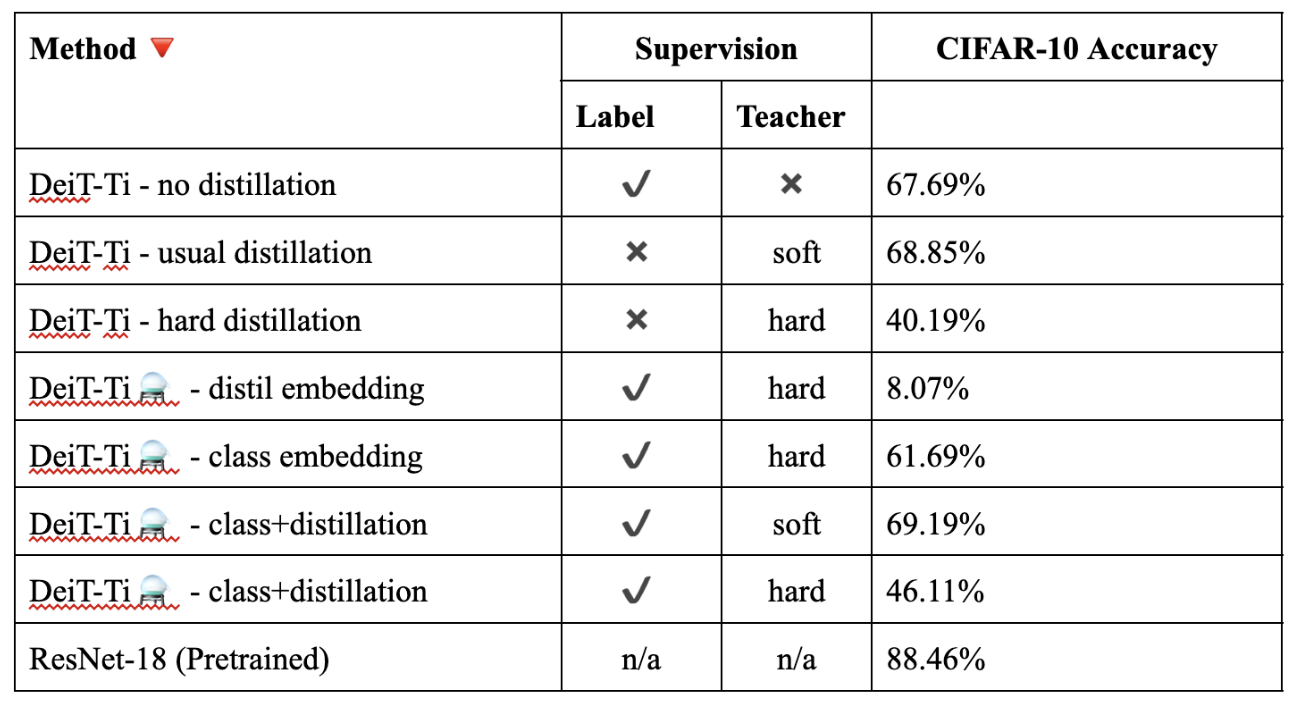 Method 🔻 Supervision CIFAR-10 Accuracy
Label Teacher
DeiT-Ti - no distillation ✔ ✖ 67.69%
DeiT-Ti - usual distillation ✖ soft 68.85%
DeiT-Ti - hard distillation ✖ hard 40.19%
DeiT-Ti🔮 - distil embedding ✔ hard 8.07%
DeiT-Ti🔮 - class embedding ✔ hard 61.69%
DeiT-Ti🔮 - class+distillation ✔ soft 69.19%
DeiT-Ti🔮 - class+distillation ✔ hard 46.11%
ResNet-18 (Pretrained) n/a n/a 88.46%